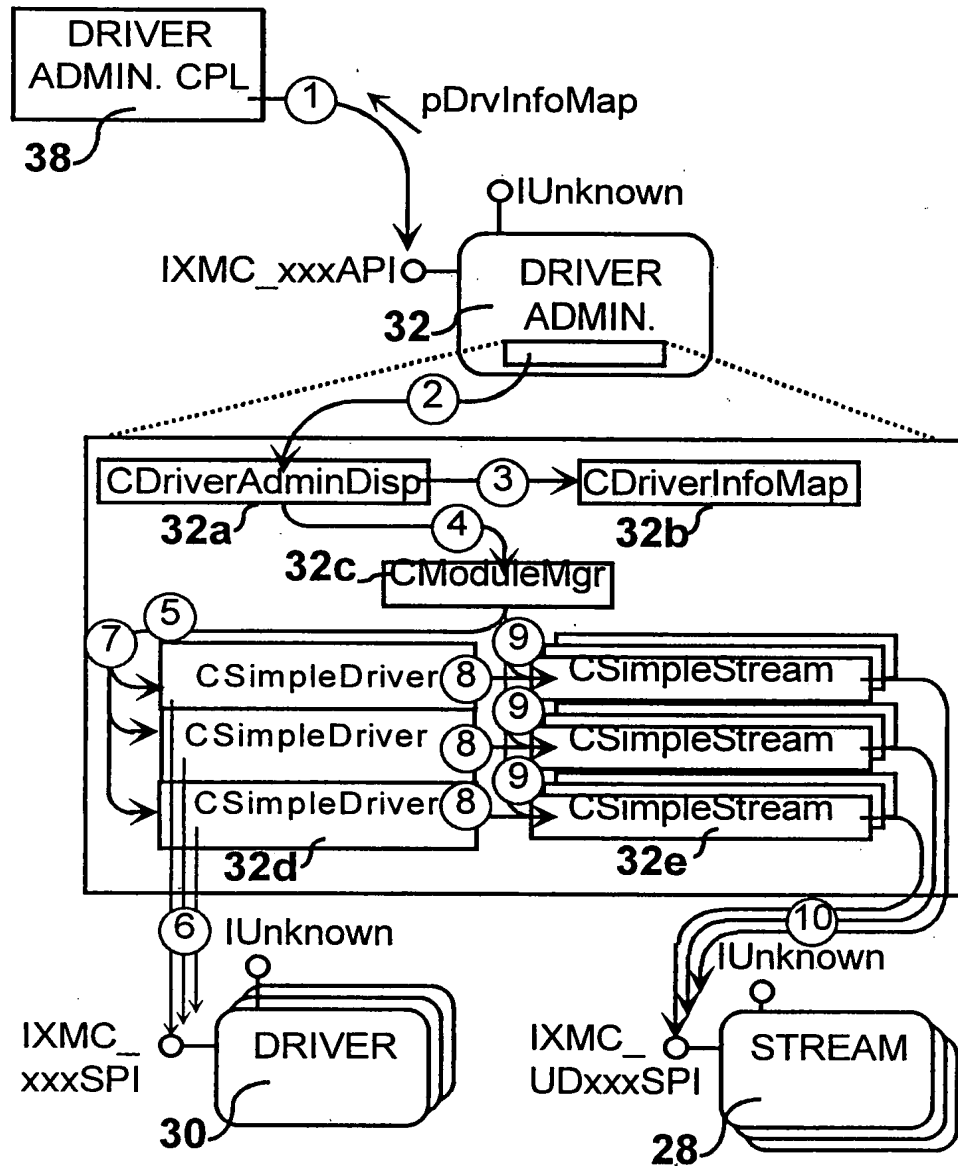 DRIVER
ADMIN. CPL
1
pDrvInfoMap
38
IUnknown
IXMC_xxxAPI
DRIVER
ADMIN.
32
2
CDriverAdminDisp
3
CDriverInfoMap
32a
32b
4
32c
CModuleMgr
5
7
9
CSimpleDriver
8
CSimpleStream
9
CSimpleDriver
8
CSimpleStream
9
CSimpleDriver
8
CSimpleStream
32d
32e
6
IUnknown
10
IUnknown
IXMC_
xxxSPI
DRIVER
IXMC_
UDxxxSPI
STREAM
30
28